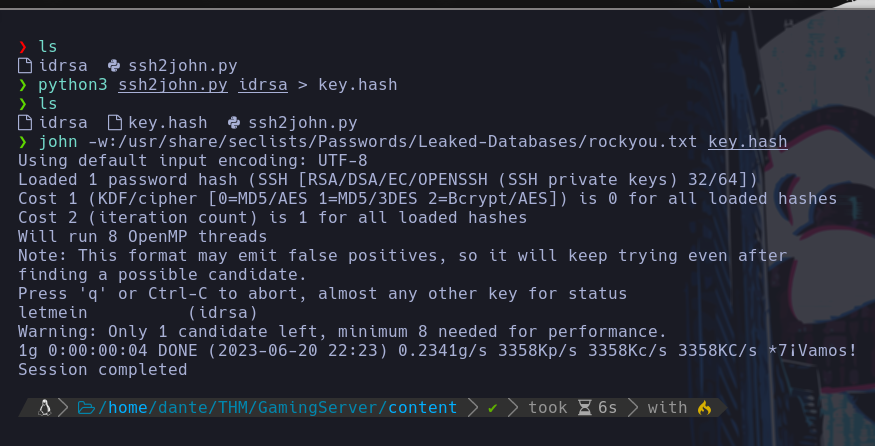 ❯ ls
idrsa ssh2john.py
❯ python3 ssh2john.py idrsa > key.hash
❯ ls
idrsa key.hash ssh2john.py
❯ john -w:/usr/share/seclists/Passwords/Leaked-Databases/rockyou.txt key.hash
Using default input encoding: UTF-8
Loaded 1 password hash (SSH [RSA/DSA/EC/OPENSSH (SSH private keys) 32/64])
Cost 1 (KDF/cipher [0=MD5/AES 1=MD5/3DES 2=Bcrypt/AES]) is 0 for all loaded hashes
Cost 2 (iteration count) is 1 for all loaded hashes
Will run 8 OpenMP threads
Note: This format may emit false positives, so it will keep trying even after
finding a possible candidate.
Press 'q' or Ctrl-C to abort, almost any other key for status
letmein          (idrsa)
Warning: Only 1 candidate left, minimum 8 needed for performance.
1g 0:00:00:04 DONE (2023-06-20 22:23) 0.2341g/s 3358Kp/s 3358Kc/s 3358KC/s *7¡Vamos!
Session completed
/home/dante/THM/GamingServer/content ✔ took 6s with